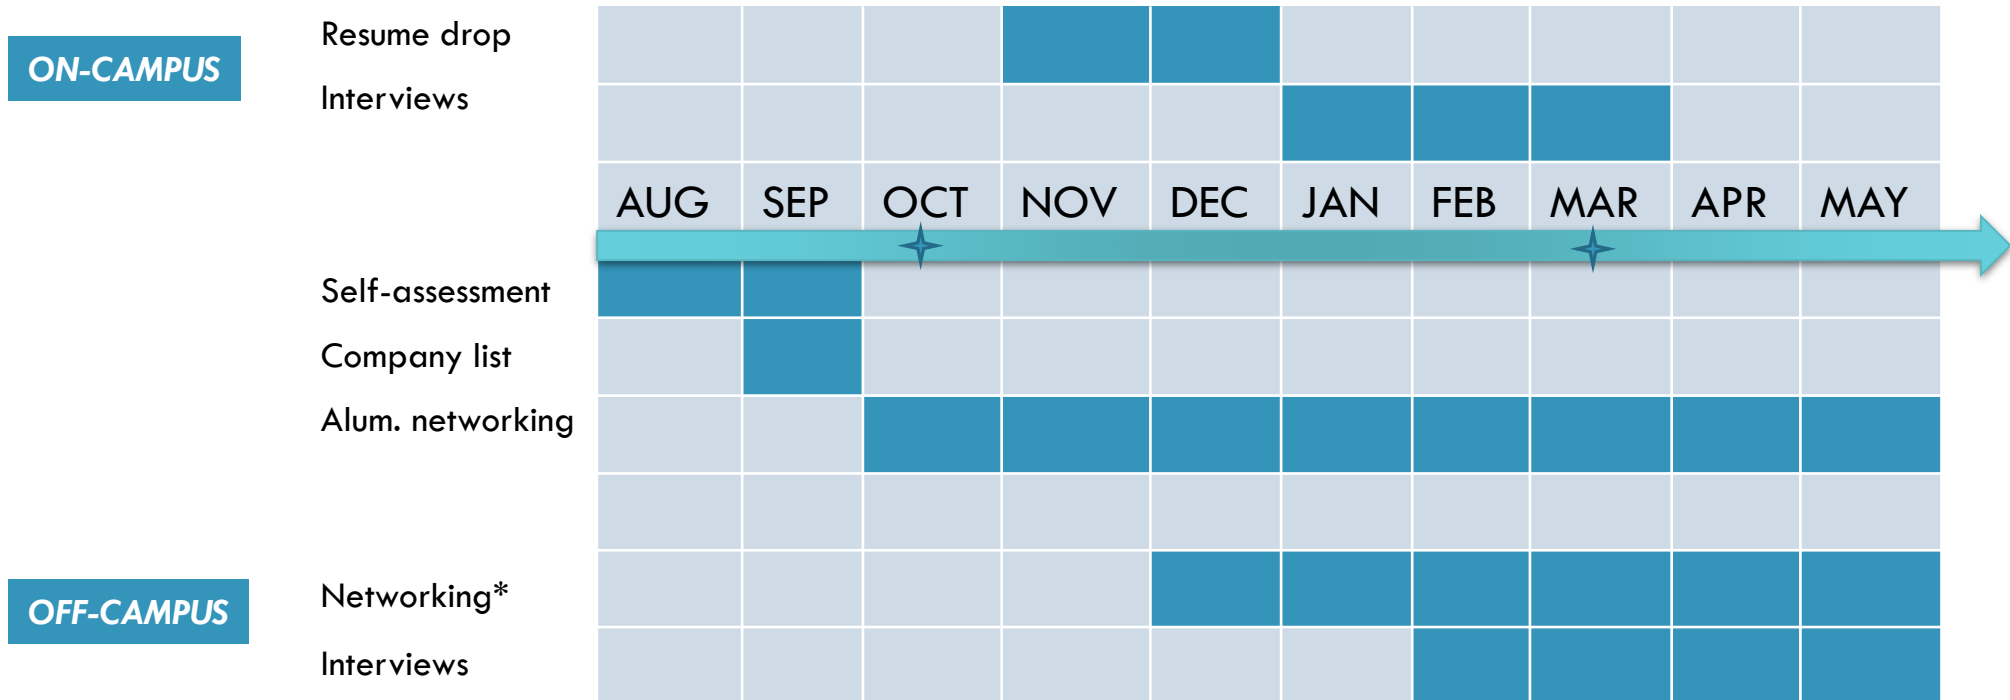 Resume drop
ON-CAMPUS
Interviews
AUG SEP OCT NOV DEC JAN FEB MAR APR MAY
Self-assessment
Company list
Alum. networking
Networking*
OFF-CAMPUS
Interviews